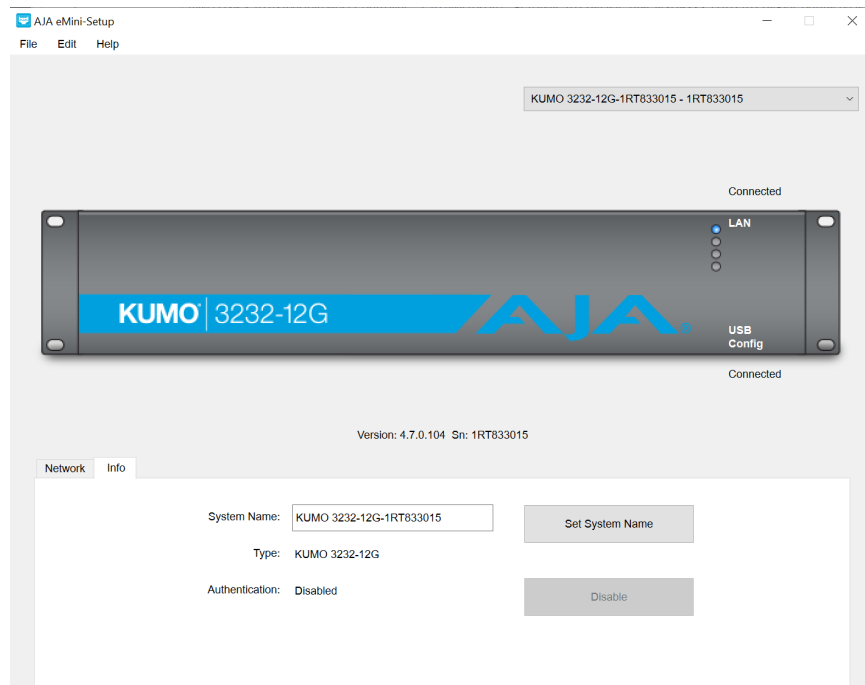 AJA eMini-Setup
File Edit Help
KUMO 3232-12G-1RT833015 - 1RT833015
Connected
LAN
KUMO® 3232-12G
AJA®
USB
Config
Connected
Version: 4.7.0.104 Sn: 1RT833015
Network Info
System Name: KUMO 3232-12G-1RT833015 Set System Name
Type: KUMO 3232-12G
Authentication: Disabled Disable